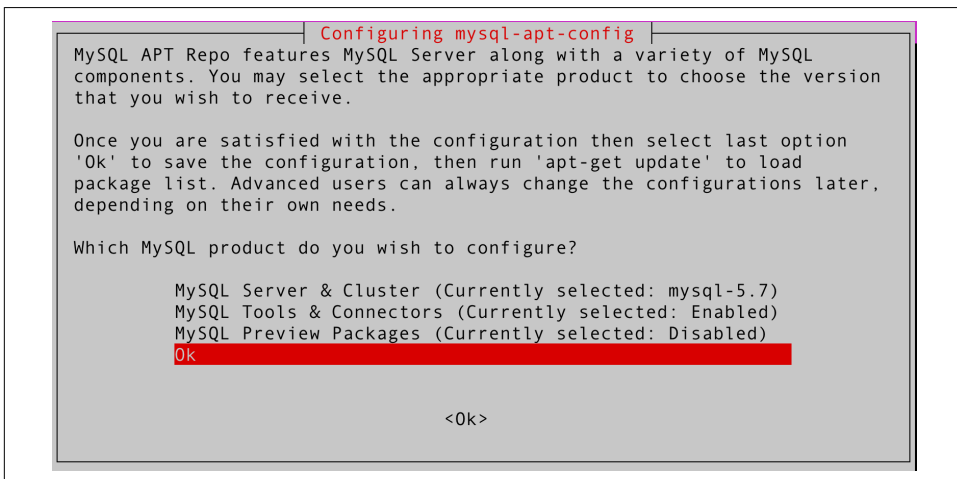 Configuring mysql-apt-config
MySQL APT Repo features MySQL Server along with a variety of MySQL
components. You may select the appropriate product to choose the version
that you wish to receive.
Once you are satisfied with the configuration then select last option
'Ok' to save the configuration, then run 'apt-get update' to load
package list. Advanced users can always change the configurations later,
depending on their own needs.
Which MySQL product do you wish to configure?
MySQL Server & Cluster (Currently selected: mysql-5.7)
MySQL Tools & Connectors (Currently selected: Enabled)
MySQL Preview Packages (Currently selected: Disabled)
Ok
<Ok>